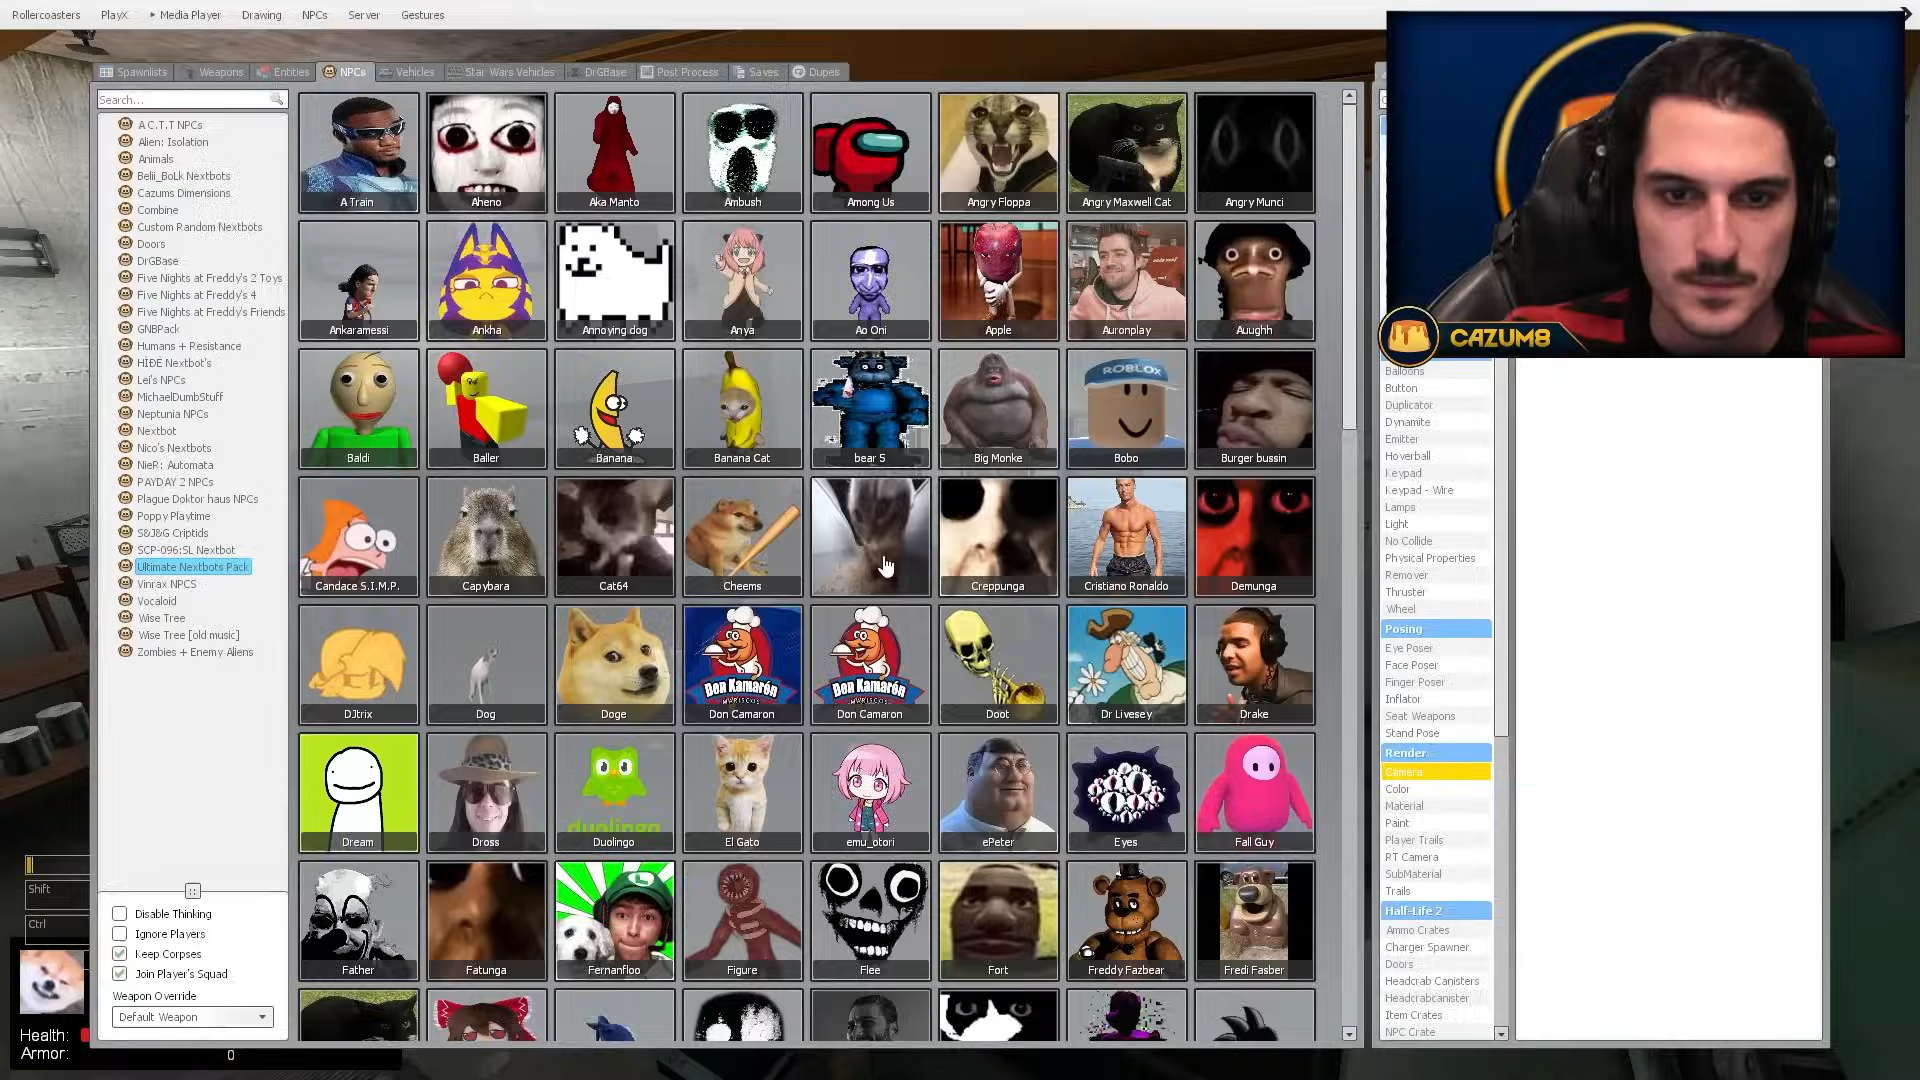 Rollercoasters PlayX ▸ Media Player Drawing NPCs Server Gestures
Spawnlists Weapons Entities NPCs Vehicles Star Wars Vehicles DrGBase Post Process Saves Dupes
Search...
A.C.T.T NPCs
Alien: Isolation
Animals
Belii_BoLk Nextbots
Cazums Dimensions
Combine
Custom Random Nextbots
Doors
DrGBase
Five Nights at Freddy's 2 Toys
Five Nights at Freddy's 4
Five Nights at Freddy's Friends
GNBPack
Humans + Resistance
HÎĐÈ Nextbot's
Lei's NPCs
MichaelDumbStuff
Neptunia NPCs
Nextbot
Nico's Nextbots
NieR: Automata
PAYDAY 2 NPCs
Plague Doktor haus NPCs
Poppy Playtime
S&J&G Criptids
SCP-096:SL Nextbot
Ultimate Nextbots Pack
Vinrax NPCS
Vocaloid
Wise Tree
Wise Tree [old music]
Zombies + Enemy Aliens
Disable Thinking
Ignore Players
Keep Corpses
Join Player's Squad
Weapon Override
Default Weapon
Shift
Ctrl
Health:
Armor: 0
A Train Aheno Aka Manto Ambush Among Us Angry Floppa Angry Maxwell Cat Angry Munci
Ankaramessi Ankha Annoying dog Anya Ao Oni Apple Auronplay Auughh
ROBLOX
Baldi Baller Banana Banana Cat bear 5 Big Monke Bobo Burger bussin
Candace S.I.M.P. Capybara Cat64 Cheems Creppunga Cristiano Ronaldo Demunga
Don Kamarón Don Kamarón
MARISCOS MARISCOS
DJtrix Dog Doge Don Camaron Don Camaron Doot Dr Livesey Drake
duolingo
Dream Dross Duolingo El Gato emu_otori ePeter Eyes Fall Guy
L
Father Fatunga Fernanfloo Figure Flee Fort Freddy Fazbear Fredi Fasber
CAZUM8
Balloons
Button
Duplicator
Dynamite
Emitter
Hoverball
Keypad
Keypad - Wire
Lamps
Light
No Collide
Physical Properties
Remover
Thruster
Wheel
Posing
Eye Poser
Face Poser
Finger Poser
Inflator
Seat Weapons
Stand Pose
Render
Camera
Color
Material
Paint
Player Trails
RT Camera
SubMaterial
Trails
Half-Life 2
Ammo Crates
Charger Spawner
Doors
Headcrab Canisters
Headcrabcanister
Item Crates
NPC Crate